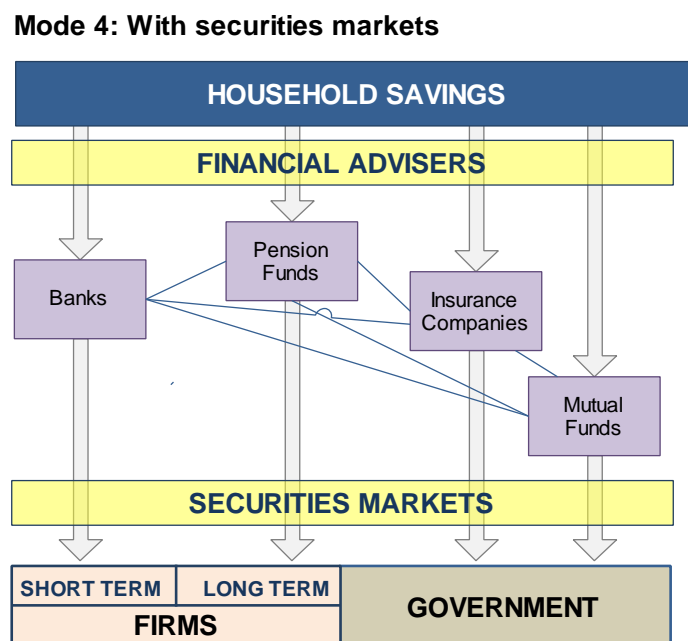 Mode 4: With securities markets
HOUSEHOLD SAVINGS
FINANCIAL ADVISERS
Pension
Funds
Banks
Insurance
Companies
Mutual
Funds
SECURITIES MARKETS
SHORT TERM
LONG TERM
FIRMS
GOVERNMENT